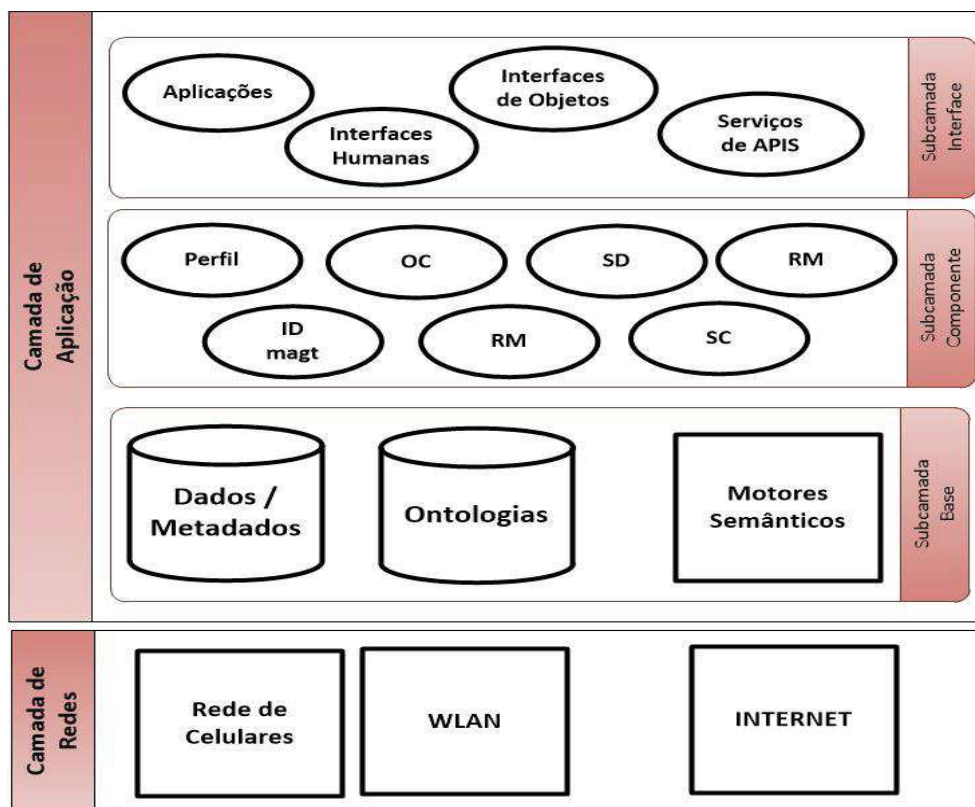 Camada de
Aplicação
Aplicações
Interfaces
Humanas
Interfaces
de Objetos
Serviços
de APIS
Subcamada
Interface
Perfil
OC
SD
RM
ID
magt
RM
SC
Subcamada
Componente
Dados /
Metadados
Ontologias
Motores
Semânticos
Subcamada
Base
Camada de
Redes
Rede de
Celulares
WLAN
INTERNET